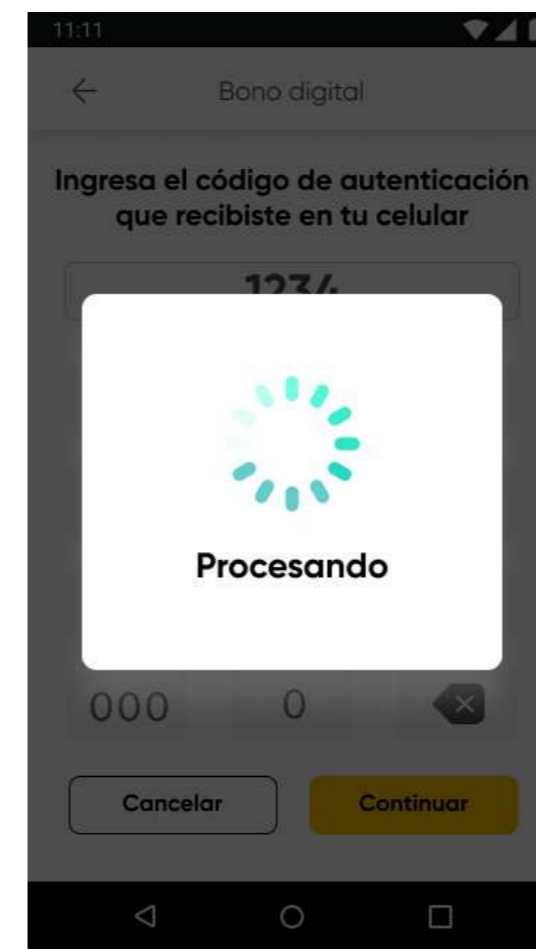 11:11
Bono digital
Ingresa el código de autenticación
que recibiste en tu celular
1234
Procesando
000 0
Cancelar Continuar